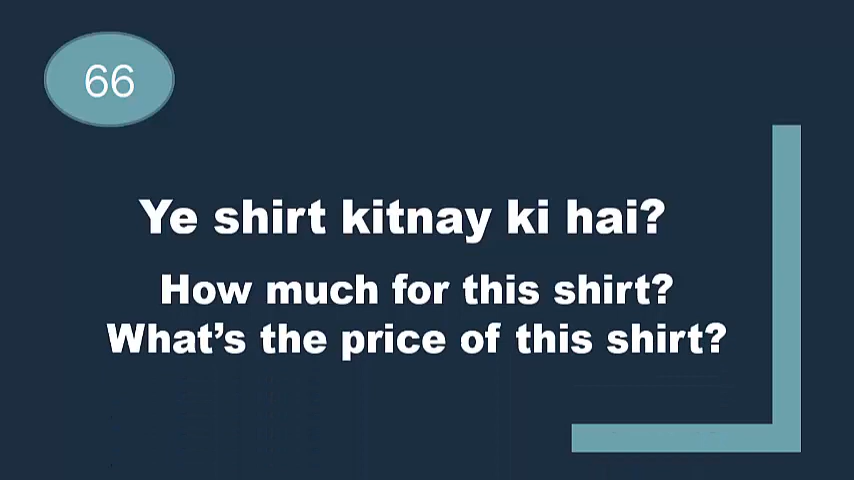 66
Ye shirt kitnay ki hai?
How much for this shirt?
What’s the price of this shirt?